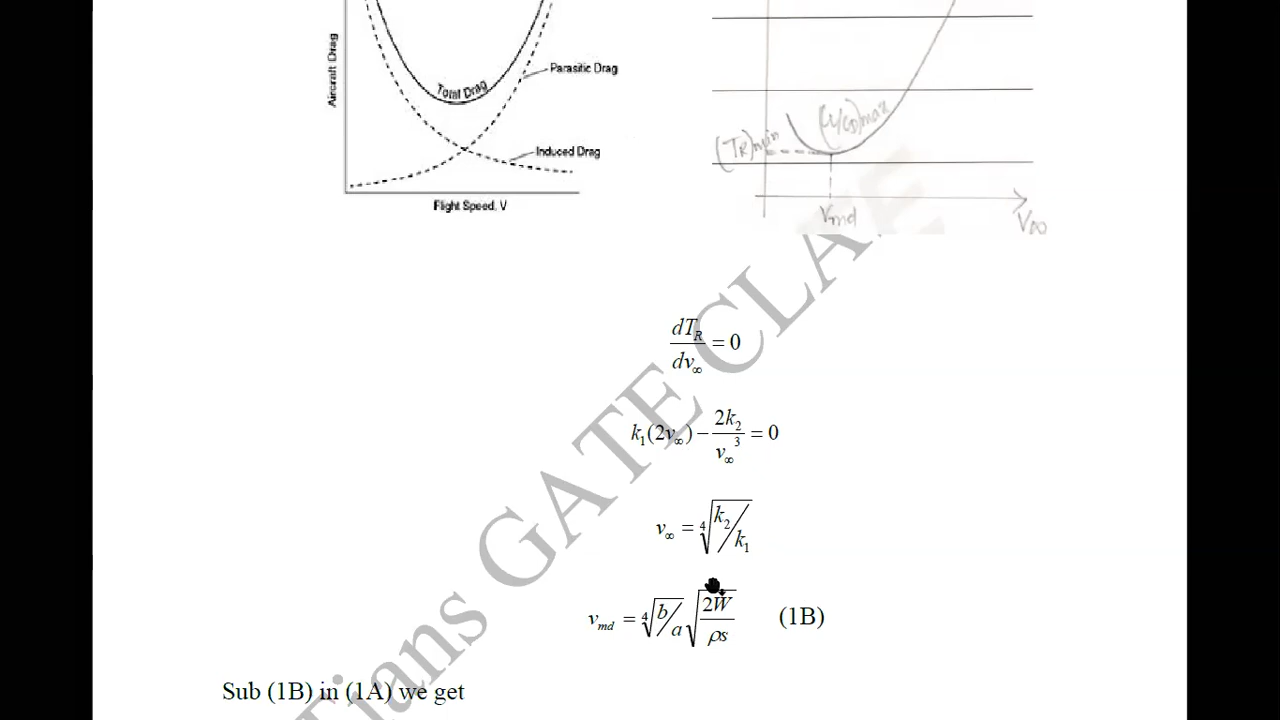 Aircraft Drag
Total Drag
Parasitic Drag
Induced Drag
Flight Speed, V
(T_R)min
(L/D)max
V_md
V_∞
dT_R/dv_∞ = 0
k_1(2v_∞) − 2k_2/v_∞^3 = 0
v_∞ = ∜(k_2/k_1)
v_md = ∜(b/a) √(2W/ρs) (1B)
Sub (1B) in (1A) we get
Tians GATE CLA